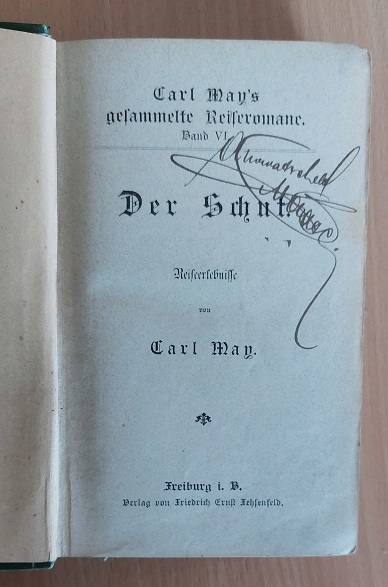 Carl May's
gesammelte Reiseromane.
Band VI.
Der Schut.
Reiseerlebnisse
von
Carl May.
Freiburg i. B.
Verlag von Friedrich Ernst Fehsenfeld.